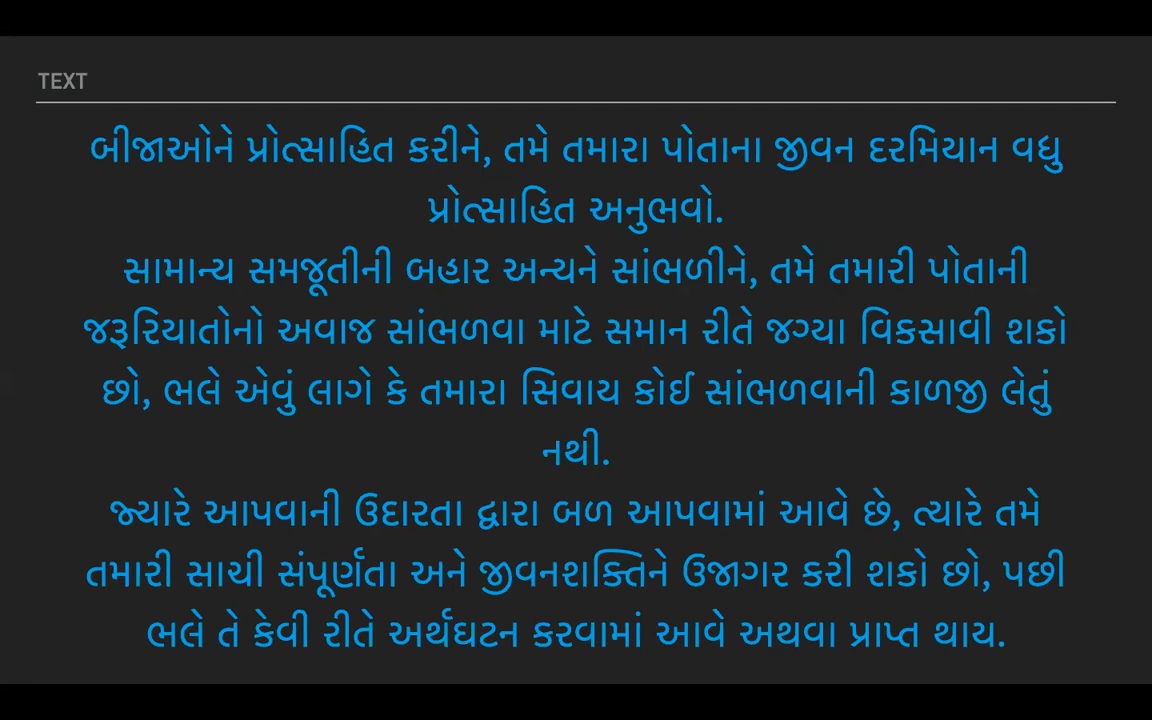 TEXT
બીજાઓને પ્રોત્સાહિત કરીને, તમે તમારા પોતાના જીવન દરમિયાન વધુ
પ્રોત્સાહિત અનુભવો.
સામાન્ય સમજૂતીની બહાર અન્યને સાંભળીને, તમે તમારી પોતાની
જરૂરિયાતોનો અવાજ સાંભળવા માટે સમાન રીતે જગ્યા વિકસાવી શકો
છો, ભલે એવું લાગે કે તમારા સિવાય કોઈ સાંભળવાની કાળજી લેતું
નથી.
જ્યારે આપવાની ઉદારતા દ્વારા બળ આપવામાં આવે છે, ત્યારે તમે
તમારી સાચી સંપૂર્ણતા અને જીવનશક્તિને ઉજાગર કરી શકો છો, પછી
ભલે તે કેવી રીતે અર્થઘટન કરવામાં આવે અથવા પ્રાપ્ત થાય.